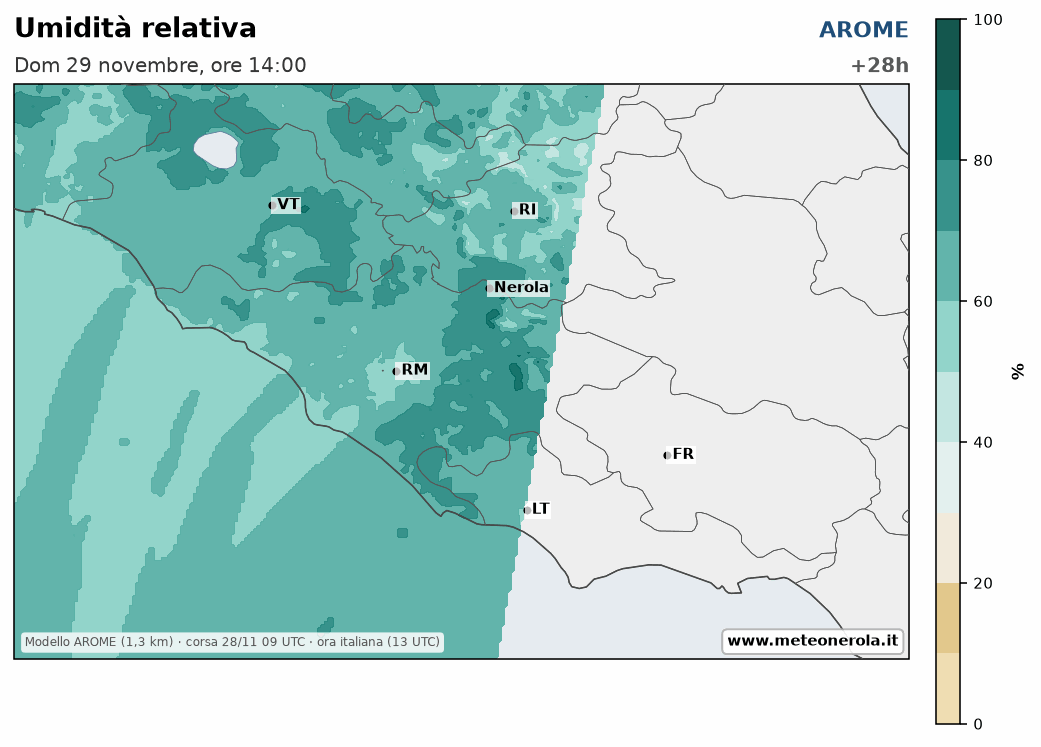 Umidità relativa
AROME
Dom 29 novembre, ore 14:00
+28h
VT
RI
Nerola
RM
FR
LT
Modello AROME (1,3 km) · corsa 28/11 09 UTC · ora italiana (13 UTC)
www.meteonerola.it
100
80
60
40
20
0
%